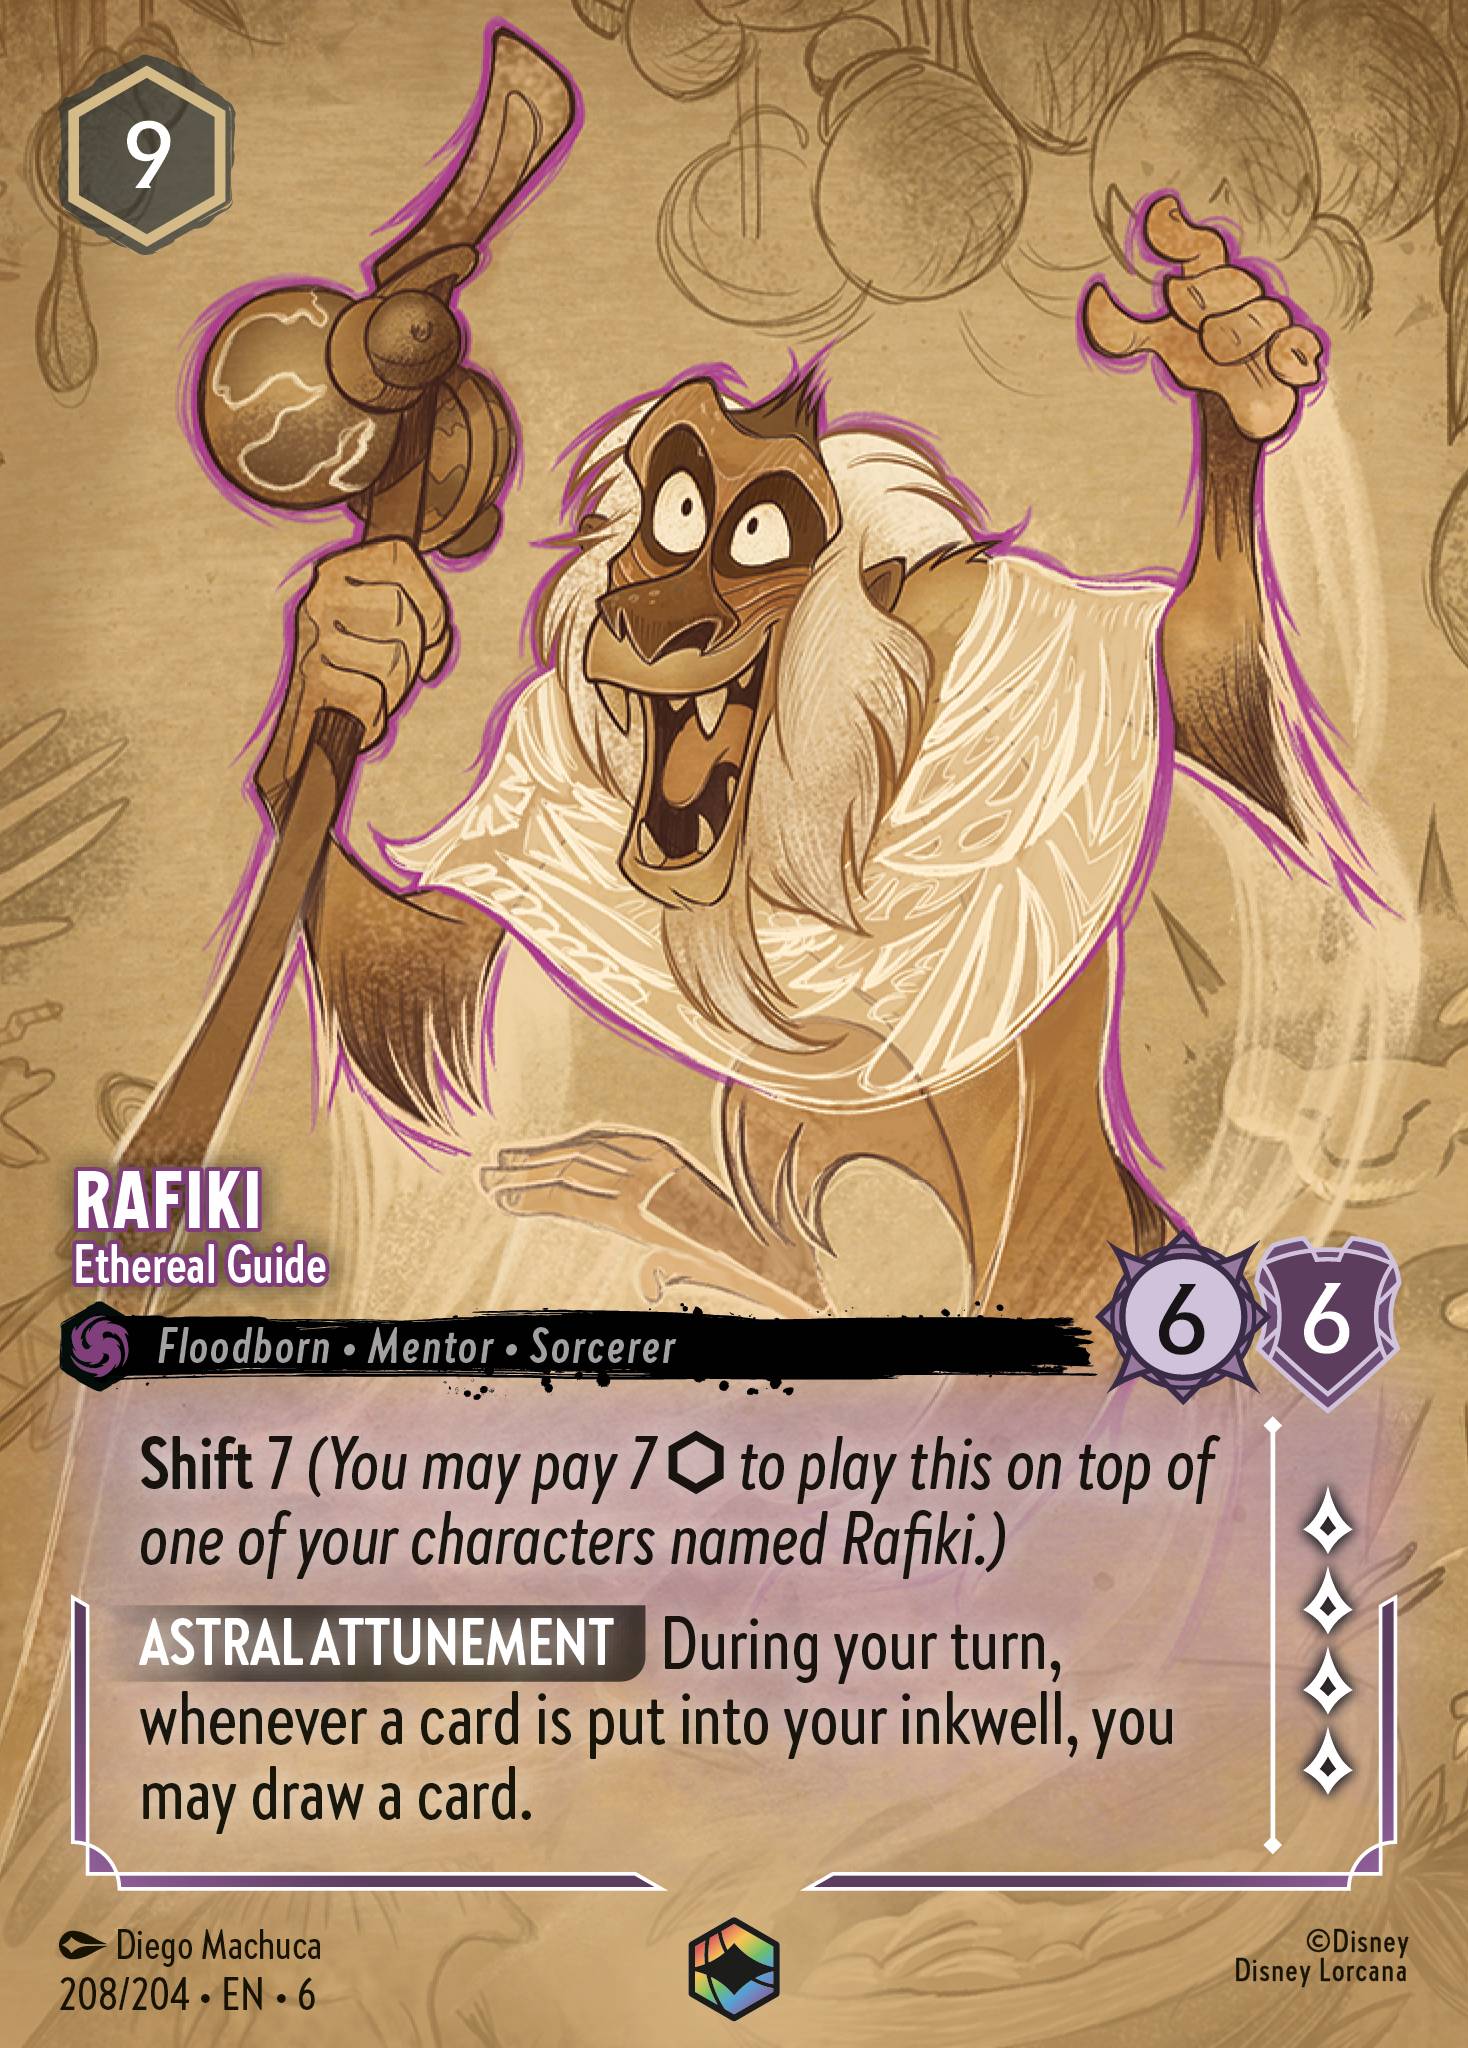 9
RAFIKI
Ethereal Guide
Floodborn • Mentor • Sorcerer
6 6
Shift 7 (You may pay 7 ⬡ to play this on top of
one of your characters named Rafiki.)
ASTRAL ATTUNEMENT During your turn,
whenever a card is put into your inkwell, you
may draw a card.
Diego Machuca
208/204 • EN • 6
©Disney
Disney Lorcana